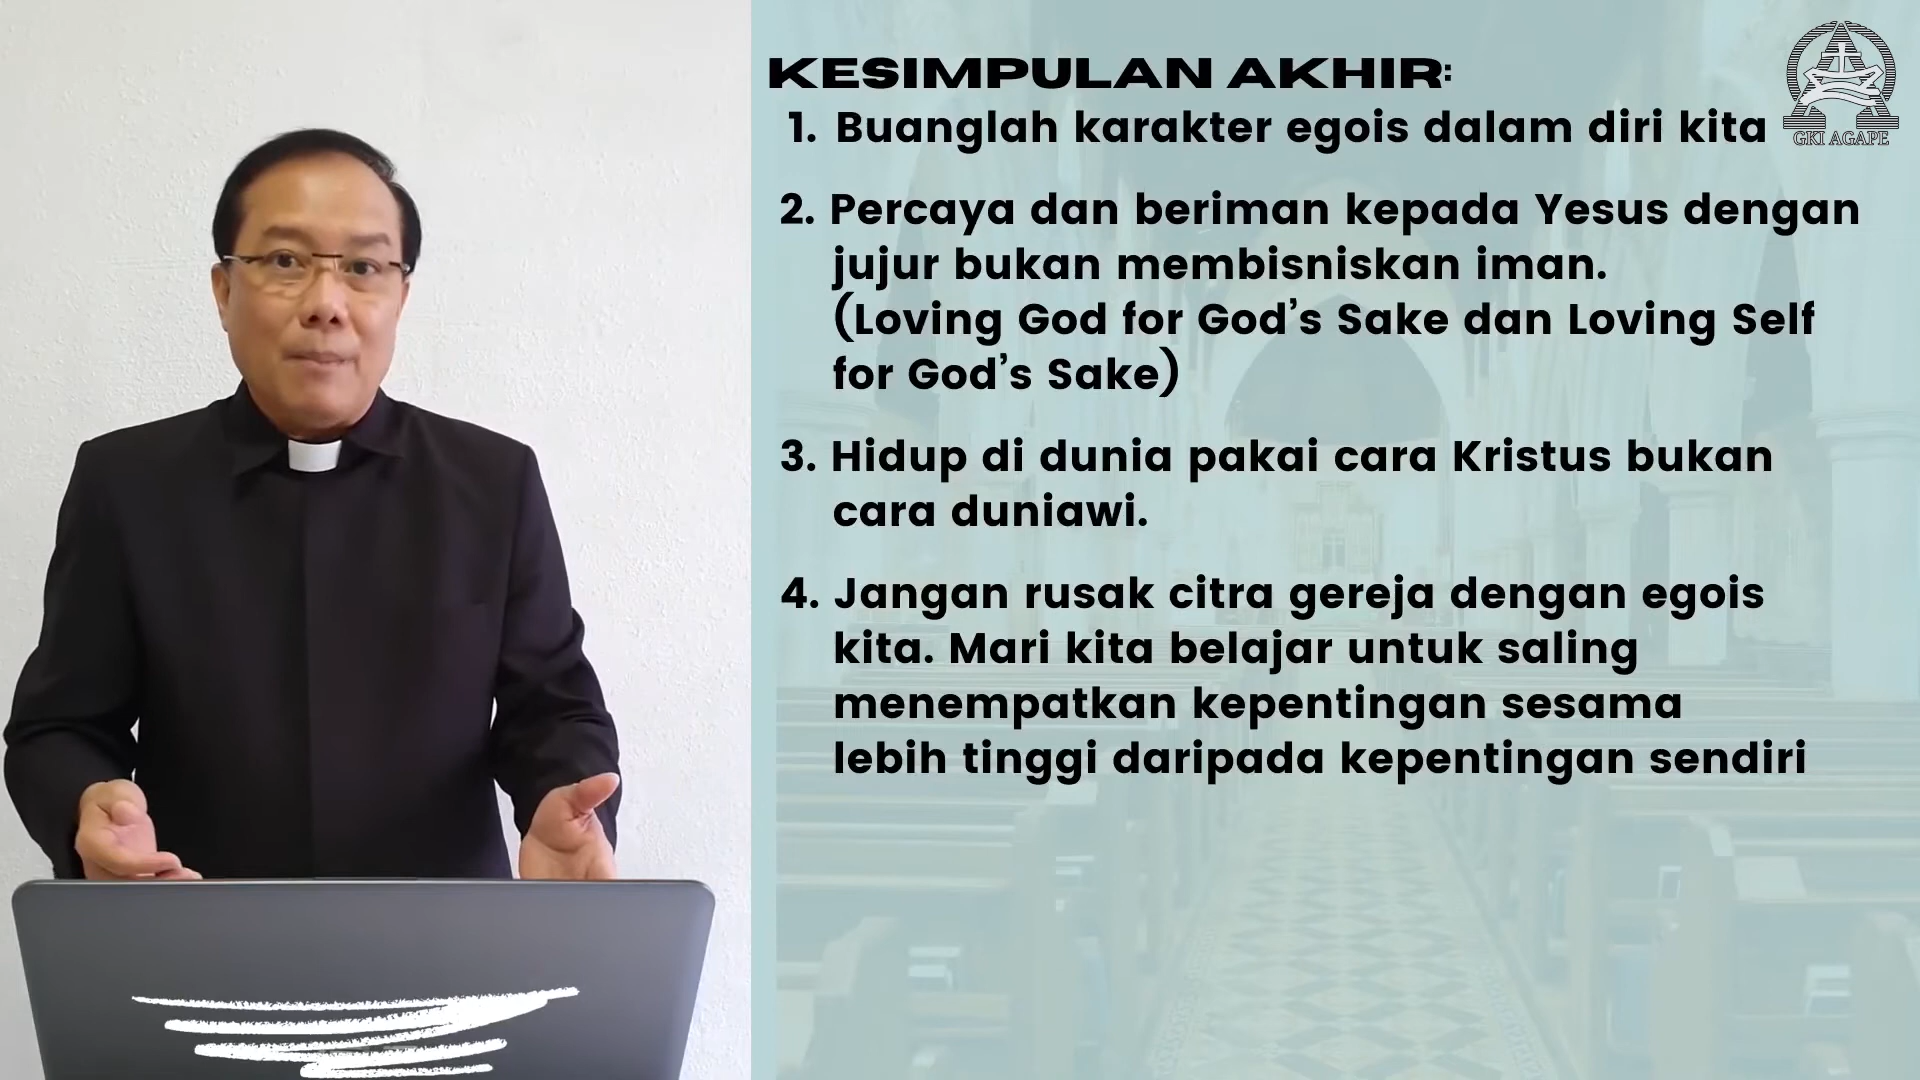 KESIMPULAN AKHIR:
1. Buanglah karakter egois dalam diri kita
2. Percaya dan beriman kepada Yesus dengan
jujur bukan membisniskan iman.
(Loving God for God's Sake dan Loving Self
for God's Sake)
3. Hidup di dunia pakai cara Kristus bukan
cara duniawi.
4. Jangan rusak citra gereja dengan egois
kita. Mari kita belajar untuk saling
menempatkan kepentingan sesama
lebih tinggi daripada kepentingan sendiri
GKI AGAPE